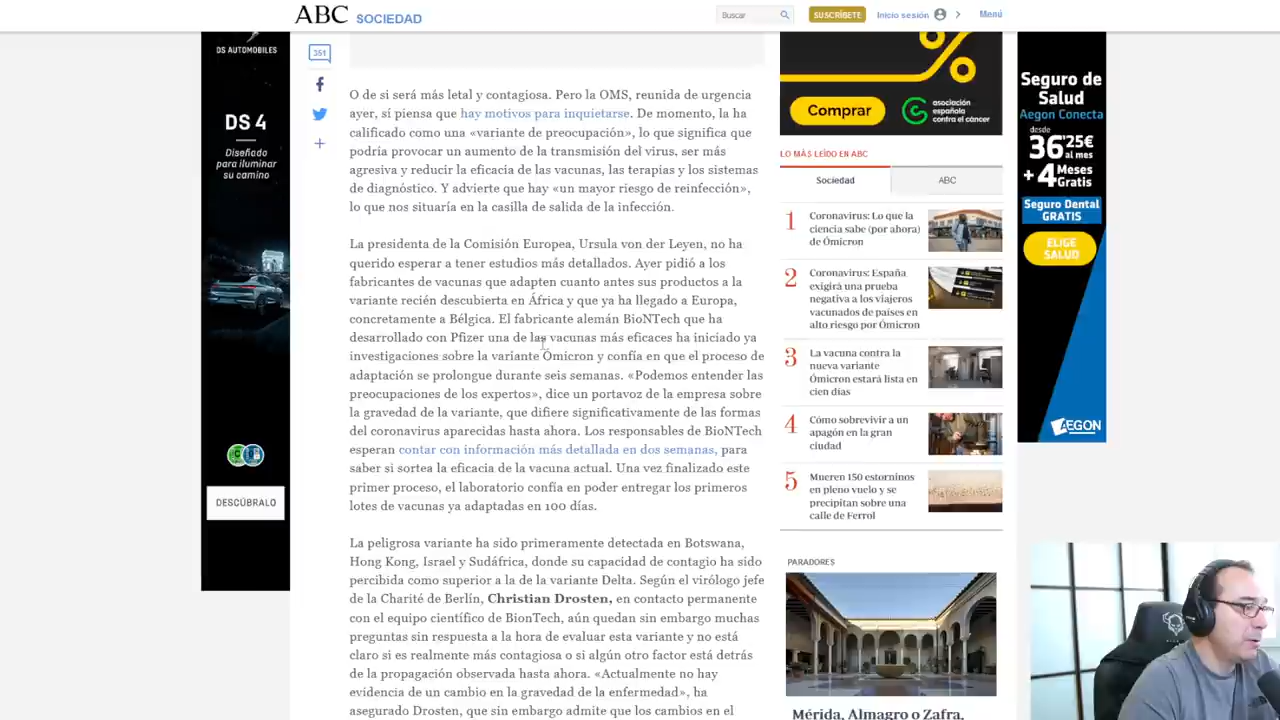 ABC SOCIEDAD
Buscar
SUSCRÍBETE
Inicio sesión
Menú
DS AUTOMOBILES
DS 4
Diseñado
para iluminar
su camino
DESCÚBRALO
351
O de si será más letal y contagiosa. Pero la OMS, reunida de urgencia
ayer, sí piensa que hay motivos para inquietarse. De momento, la ha
calificado como una «variante de preocupación», lo que significa que
podría provocar un aumento de la transmisión del virus, ser más
agresiva y reducir la eficacia de las vacunas, las terapias y los sistemas
de diagnóstico. Y advierte que hay «un mayor riesgo de reinfección»,
lo que nos situaría en la casilla de salida de la infección.
La presidenta de la Comisión Europea, Ursula von der Leyen, no ha
querido esperar a tener estudios más detallados. Ayer pidió a los
fabricantes de vacunas que adapten cuanto antes sus productos a la
variante recién descubierta en África y que ya ha llegado a Europa,
concretamente a Bélgica. El fabricante alemán BioNTech que ha
desarrollado con Pfizer una de las vacunas más eficaces ha iniciado ya
investigaciones sobre la variante Ómicron y confía en que el proceso de
adaptación se prolongue durante seis semanas. «Podemos entender las
preocupaciones de los expertos», dice un portavoz de la empresa sobre
la gravedad de la variante, que difiere significativamente de las formas
de coronavirus aparecidas hasta ahora. Los responsables de BioNTech
esperan contar con información más detallada en dos semanas, para
saber si sortea la eficacia de la vacuna actual. Una vez finalizado este
primer proceso, el laboratorio confía en poder entregar los primeros
lotes de vacunas ya adaptadas en 100 días.
La peligrosa variante ha sido primeramente detectada en Botswana,
Hong Kong, Israel y Sudáfrica, donde su capacidad de contagio ha sido
percibida como superior a la de la variante Delta. Según el virólogo jefe
de la Charité de Berlín, Christian Drosten, en contacto permanente
con el equipo científico de BionTech, aún quedan sin embargo muchas
preguntas sin respuesta a la hora de evaluar esta variante y no está
claro si es realmente más contagiosa o si algún otro factor está detrás
de la propagación observada hasta ahora. «Actualmente no hay
evidencia de un cambio en la gravedad de la enfermedad», ha
asegurado Drosten, que sin embargo admite que los cambios en el
Comprar
asociación
española
contra el cáncer
LO MÁS LEÍDO EN ABC
Sociedad
ABC
1
Coronavirus: Lo que la
ciencia sabe (por ahora)
de Ómicron
2
Coronavirus: España
exigirá una prueba
negativa a los viajeros
vacunados de países en
alto riesgo por Ómicron
3
La vacuna contra la
nueva variante
Ómicron estará lista en
cien días
4
Cómo sobrevivir a un
apagón en la gran
ciudad
5
Mueren 150 estorninos
en pleno vuelo y se
precipitan sobre una
calle de Ferrol
PARADORES
Mérida, Almagro o Zafra,
Seguro de
Salud
Aegon Conecta
desde
36'25€
al mes
+ 4 Meses
Gratis
Seguro Dental
GRATIS
ELIGE
SALUD
AEGON